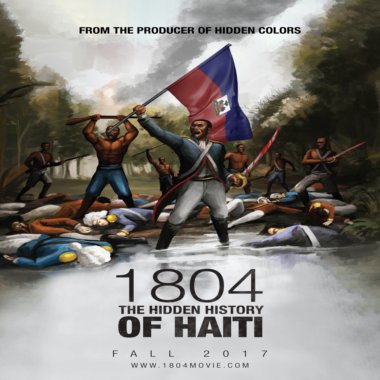 FROM THE PRODUCER OF HIDDEN COLORS
1804
THE HIDDEN HISTORY
OF HAITI
FALL 2017
WWW.1804MOVIE.COM